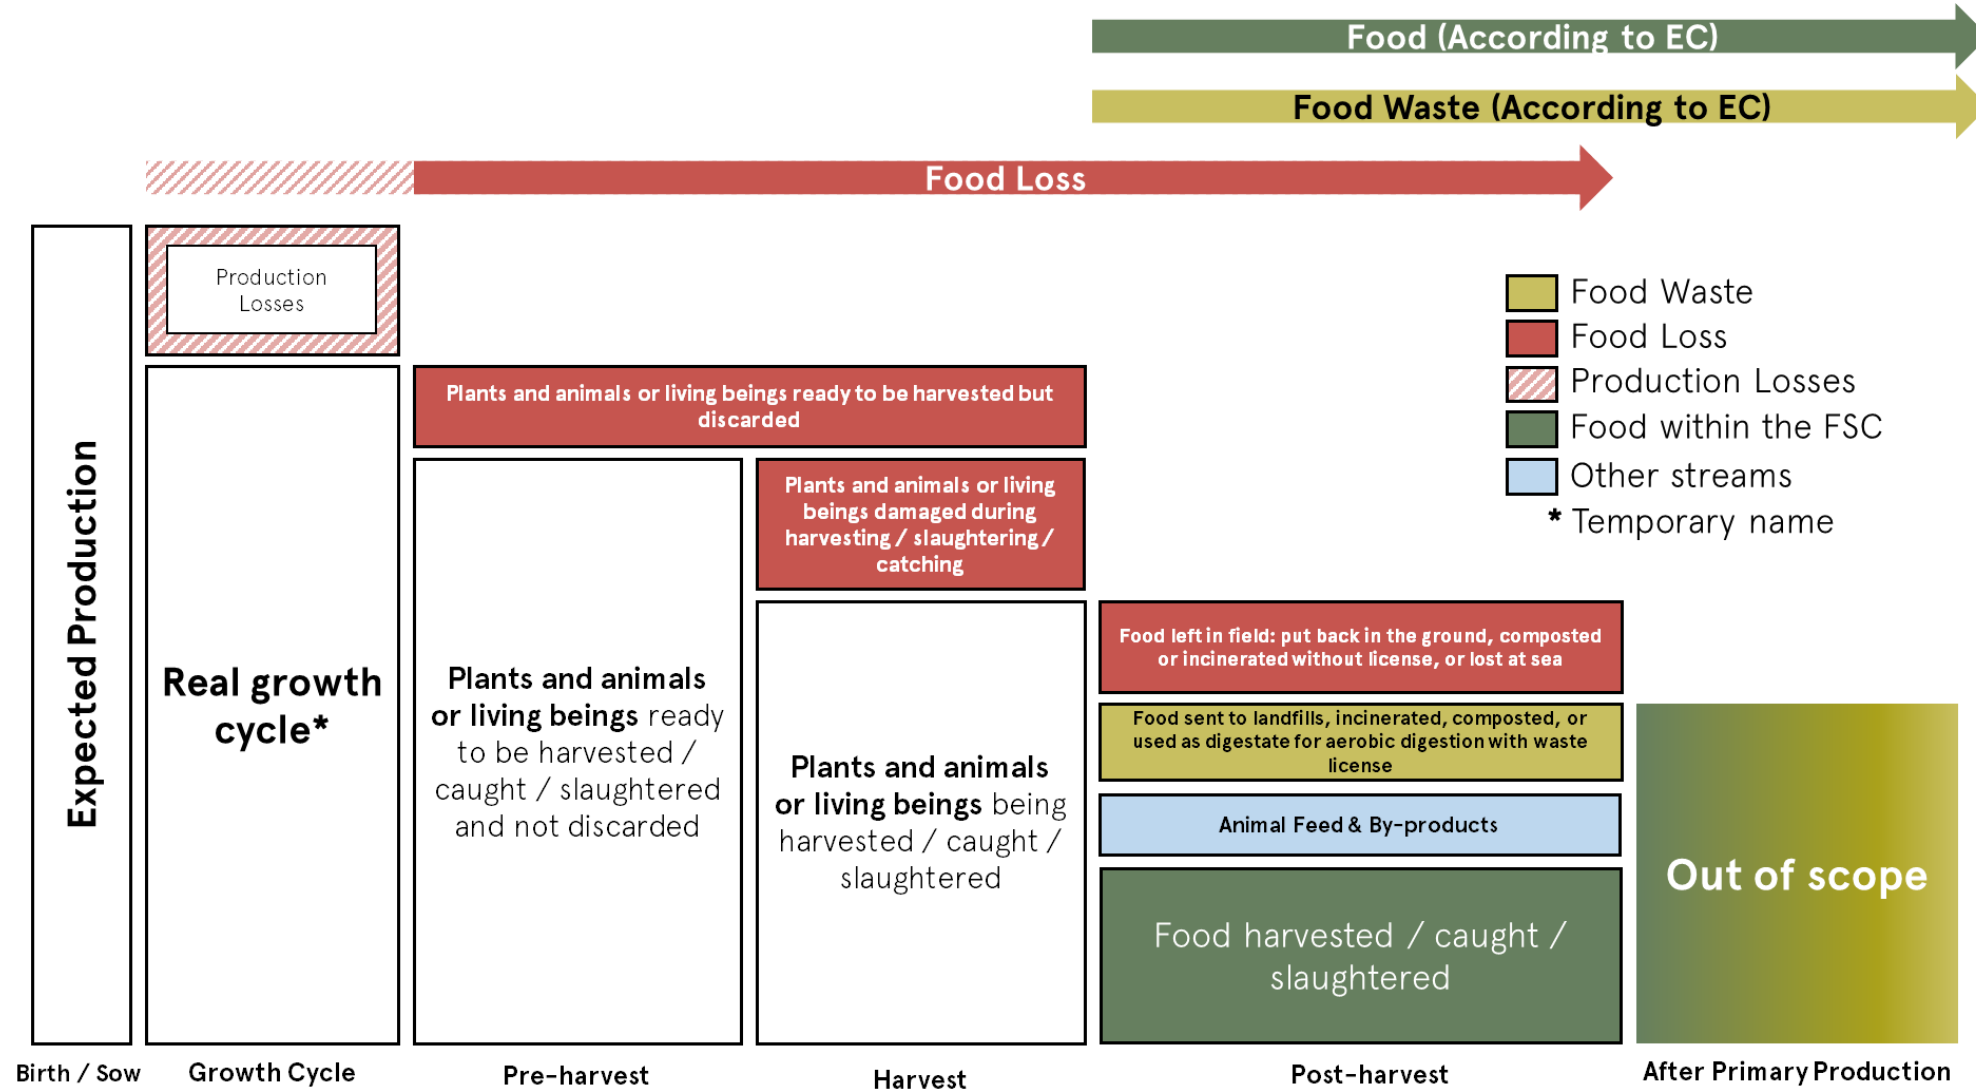 Food (According to EC)
Food Waste (According to EC)
Food Loss
Production
Losses
Food Waste
Food Loss
Production Losses
Food within the FSC
Other streams
* Temporary name
Expected Production
Real growth
cycle*
Plants and animals or living beings ready to be harvested but
discarded
Plants and animals
or living beings ready
to be harvested /
caught / slaughtered
and not discarded
Plants and animals or living
beings damaged during
harvesting / slaughtering /
catching
Plants and animals
or living beings being
harvested / caught /
slaughtered
Food left in field: put back in the ground, composted
or incinerated without license, or lost at sea
Food sent to landfills, incinerated, composted, or
used as digestate for aerobic digestion with waste
license
Animal Feed & By-products
Food harvested / caught /
slaughtered
Out of scope
Birth / Sow
Growth Cycle
Pre-harvest
Harvest
Post-harvest
After Primary Production